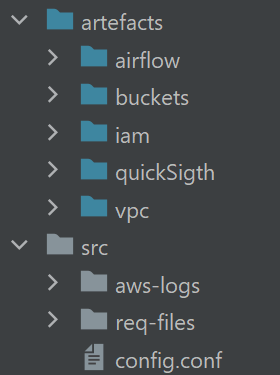 artefacts
airflow
buckets
iam
quickSigth
vpc
src
aws-logs
req-files
config.conf